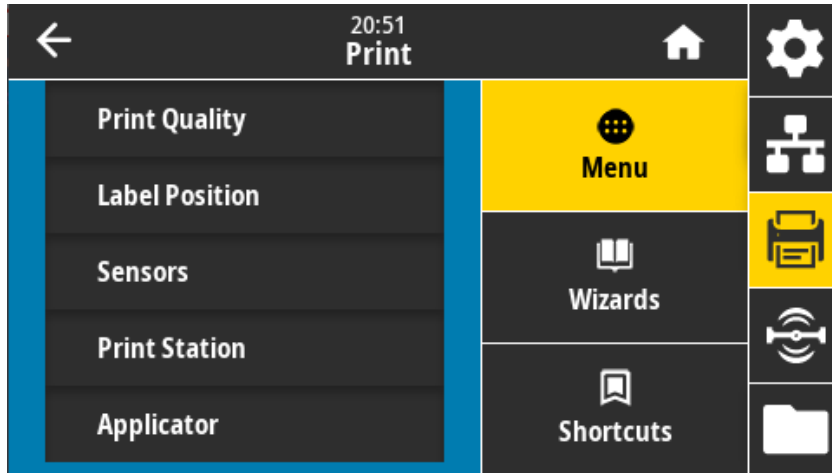 20:51
Print
Print Quality
Label Position
Sensors
Print Station
Applicator
Menu
Wizards
Shortcuts